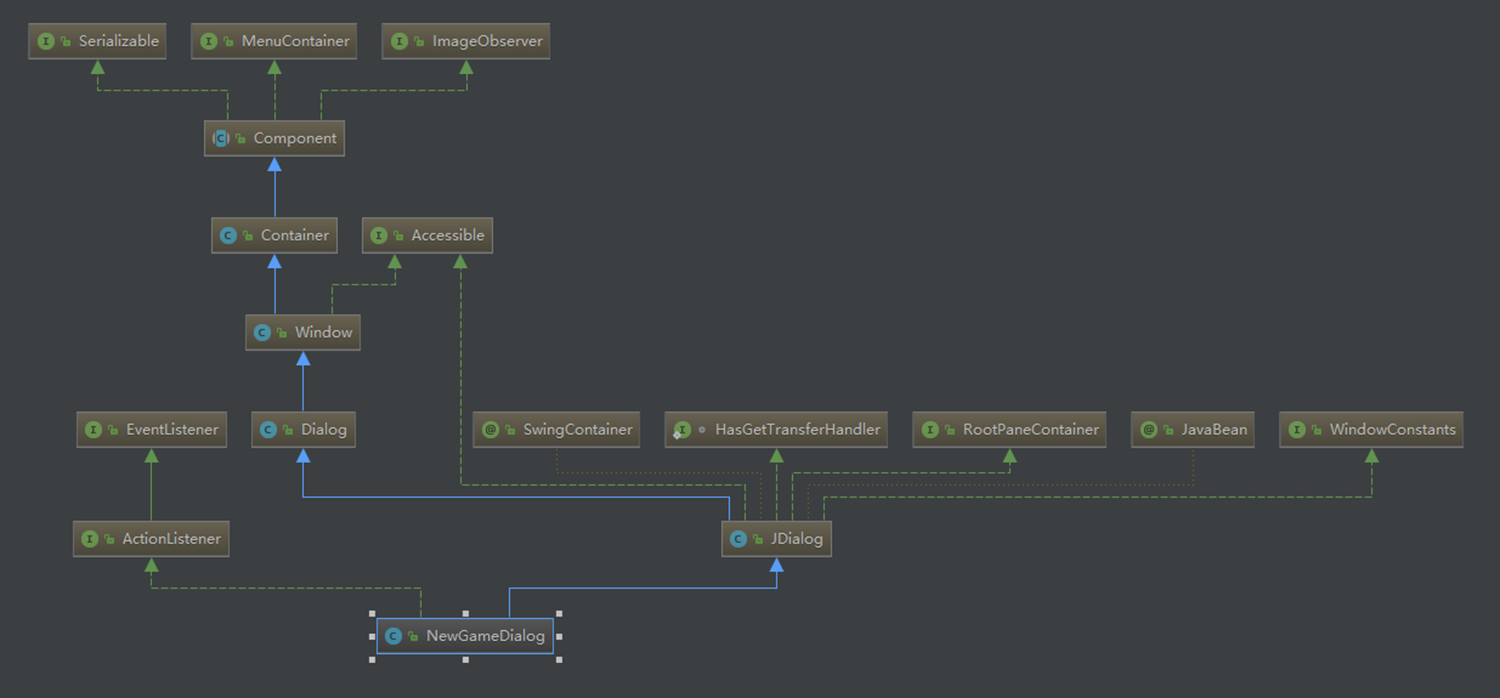 Serializable
MenuContainer
ImageObserver
Component
Container
Accessible
Window
EventListener
Dialog
SwingContainer
HasGetTransferHandler
RootPaneContainer
JavaBean
WindowConstants
ActionListener
JDialog
NewGameDialog